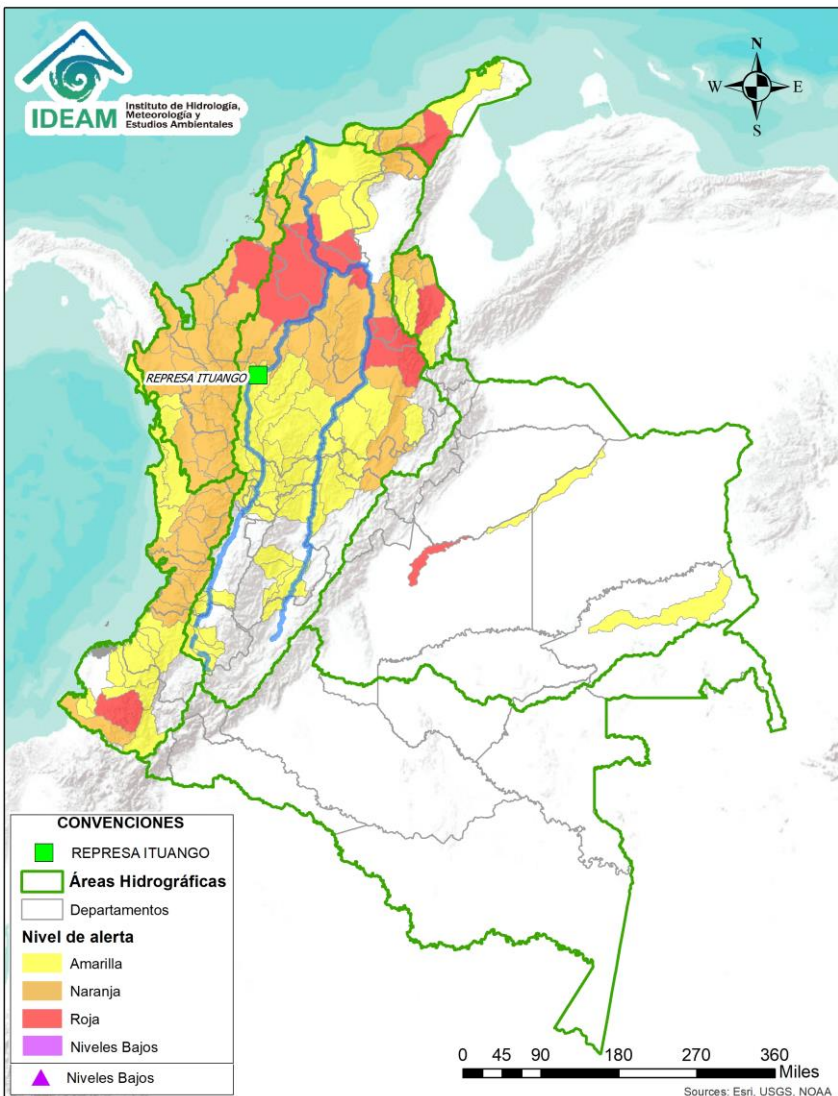 IDEAM
Instituto de Hidrología,
Meteorología y
Estudios Ambientales
N
W
E
S
REPRESA ITUANGO
CONVENCIONES
REPRESA ITUANGO
Áreas Hidrográficas
Departamentos
Nivel de alerta
Amarilla
Naranja
Roja
Niveles Bajos
Niveles Bajos
0 45 90 180 270 360
Miles
Sources: Esri, USGS, NOAA